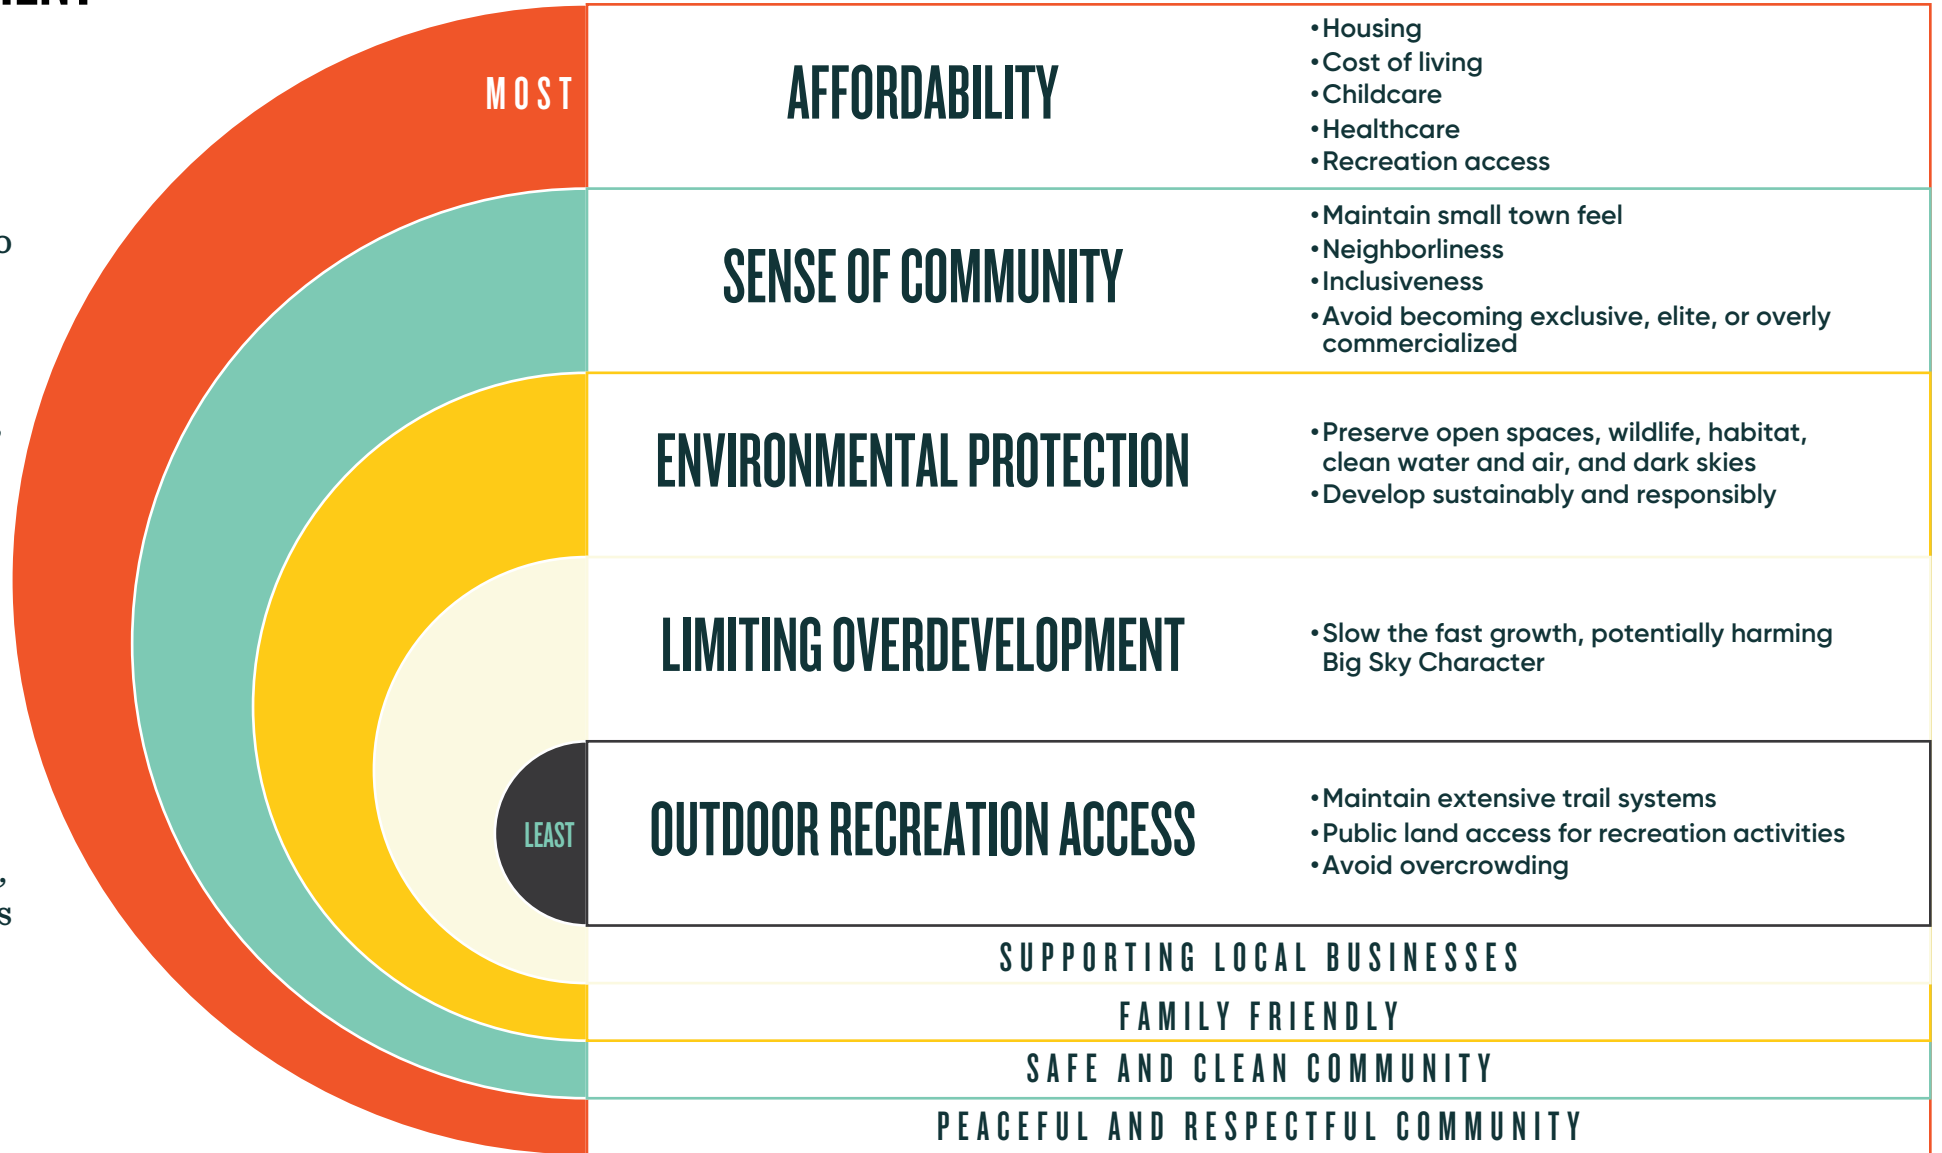 MOST
AFFORDABILITY
•Housing
•Cost of living
•Childcare
•Healthcare
•Recreation access
SENSE OF COMMUNITY
•Maintain small town feel
•Neighborliness
•Inclusiveness
•Avoid becoming exclusive, elite, or overly
commercialized
ENVIRONMENTAL PROTECTION
•Preserve open spaces, wildlife, habitat,
clean water and air, and dark skies
•Develop sustainably and responsibly
LIMITING OVERDEVELOPMENT
•Slow the fast growth, potentially harming
Big Sky Character
LEAST
OUTDOOR RECREATION ACCESS
•Maintain extensive trail systems
•Public land access for recreation activities
•Avoid overcrowding
SUPPORTING LOCAL BUSINESSES
FAMILY FRIENDLY
SAFE AND CLEAN COMMUNITY
PEACEFUL AND RESPECTFUL COMMUNITY